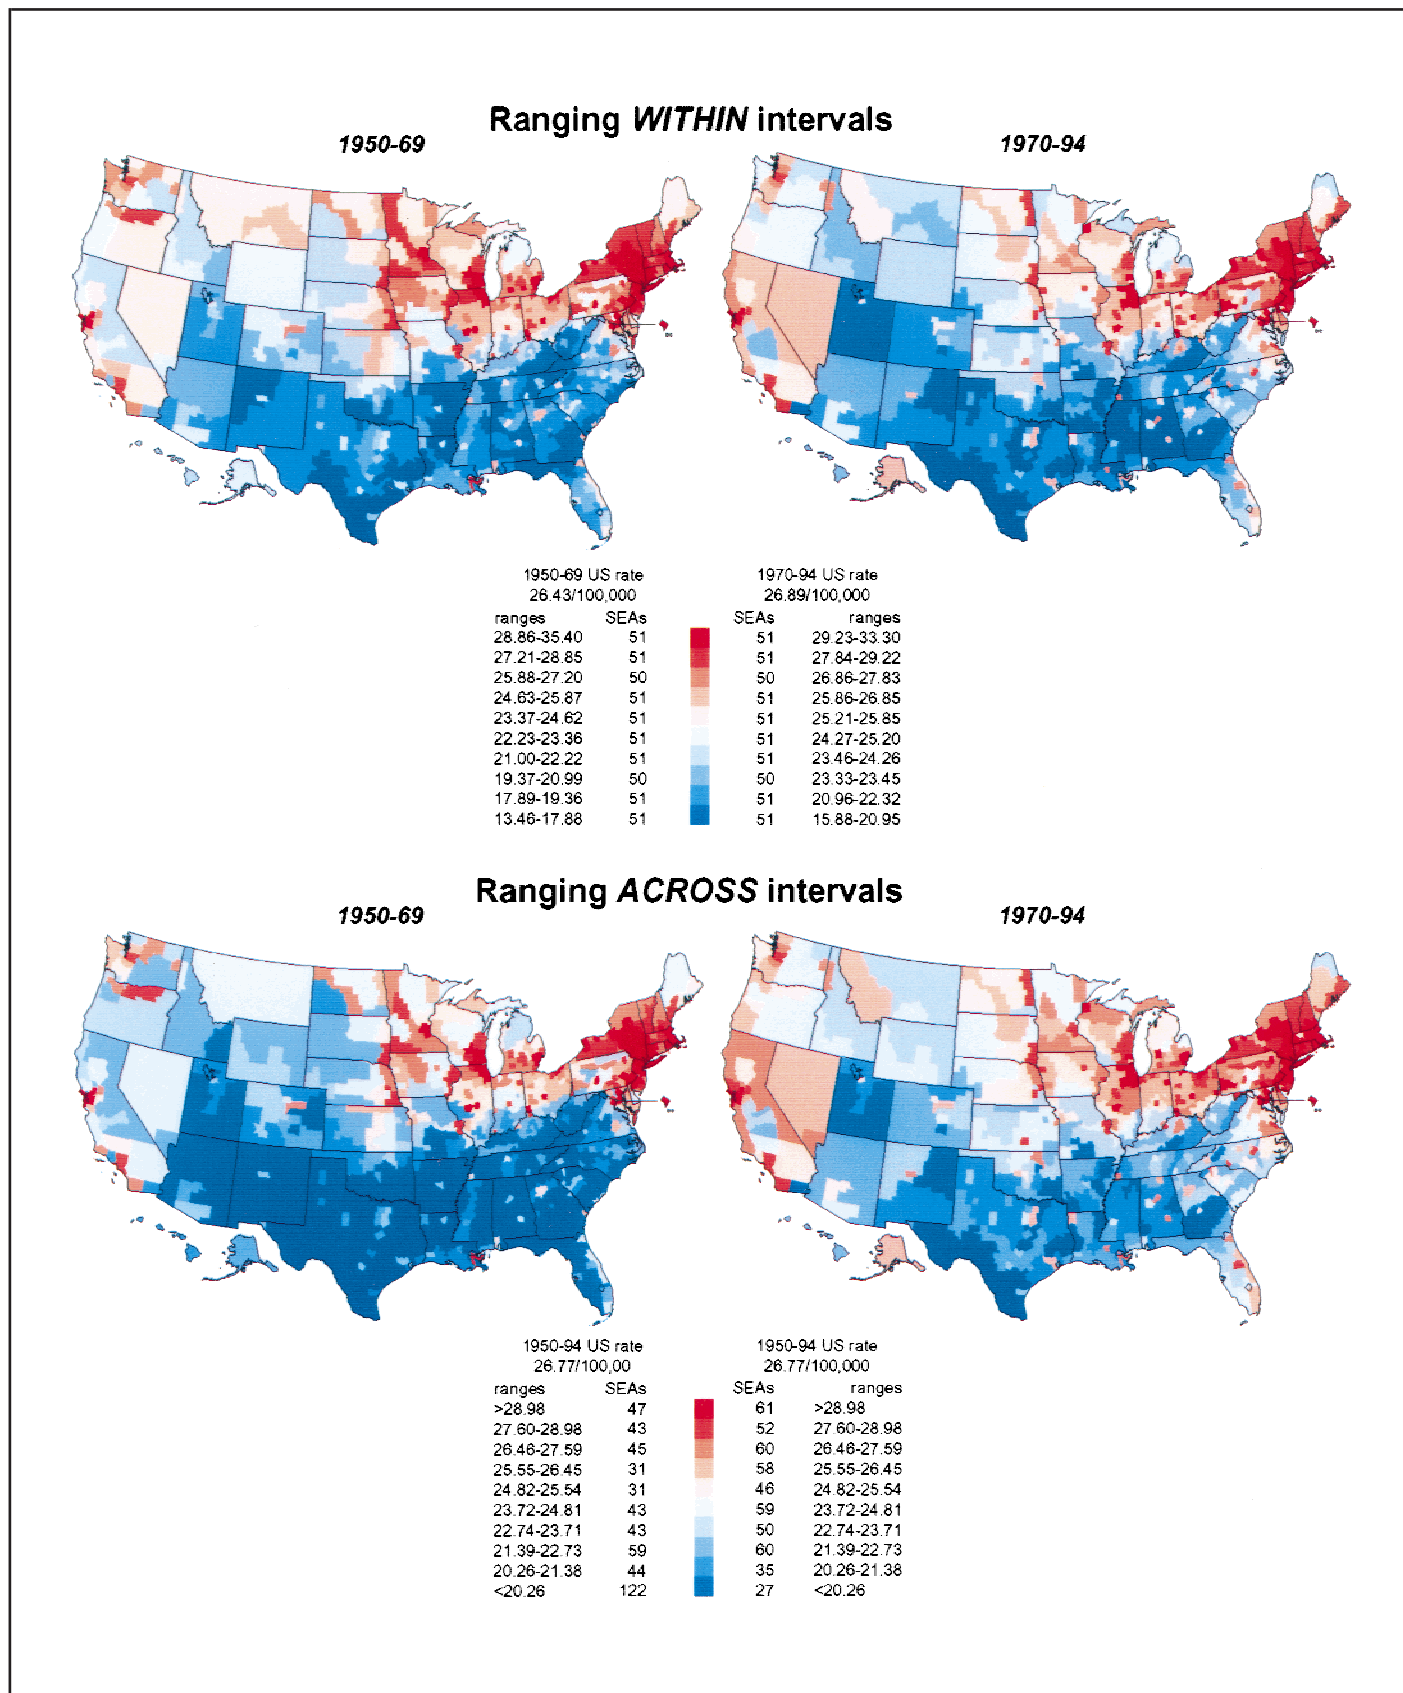 Ranging WITHIN intervals
1950-69 1970-94
1950-69 US rate 1970-94 US rate
26.43/100,000 26.89/100,000
ranges SEAs SEAs ranges
28.86-35.40 51 51 29.23-33.30
27.21-28.85 51 51 27.84-29.22
25.88-27.20 50 50 26.86-27.83
24.63-25.87 51 51 25.86-26.85
23.37-24.62 51 51 25.21-25.85
22.23-23.36 51 51 24.27-25.20
21.00-22.22 51 51 23.46-24.26
19.37-20.99 50 50 23.33-23.45
17.89-19.36 51 51 20.96-22.32
13.46-17.88 51 51 15.88-20.95
Ranging ACROSS intervals
1950-69 1970-94
1950-94 US rate 1950-94 US rate
26.77/100,00 26.77/100,000
ranges SEAs SEAs ranges
>28.98 47 61 >28.98
27.60-28.98 43 52 27.60-28.98
26.46-27.59 45 60 26.46-27.59
25.55-26.45 31 58 25.55-26.45
24.82-25.54 31 46 24.82-25.54
23.72-24.81 43 59 23.72-24.81
22.74-23.71 43 50 22.74-23.71
21.39-22.73 59 60 21.39-22.73
20.26-21.38 44 35 20.26-21.38
<20.26 122 27 <20.26